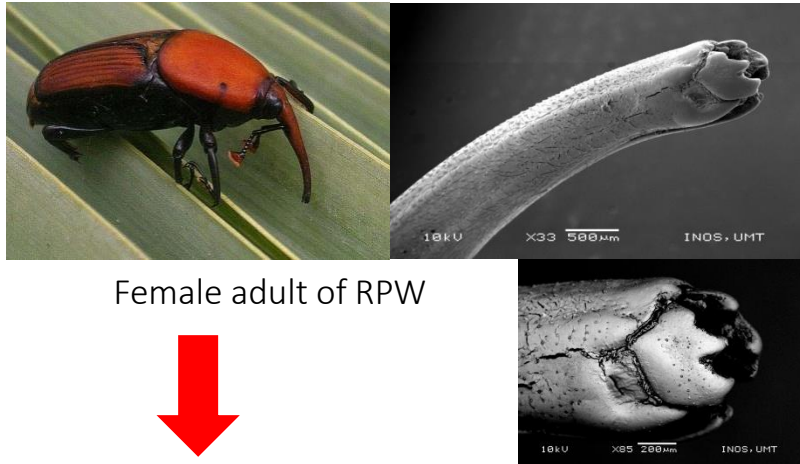 10kV X33 500µm INOS,UMT
Female adult of RPW
10kV X85 200µm INOS,UMT